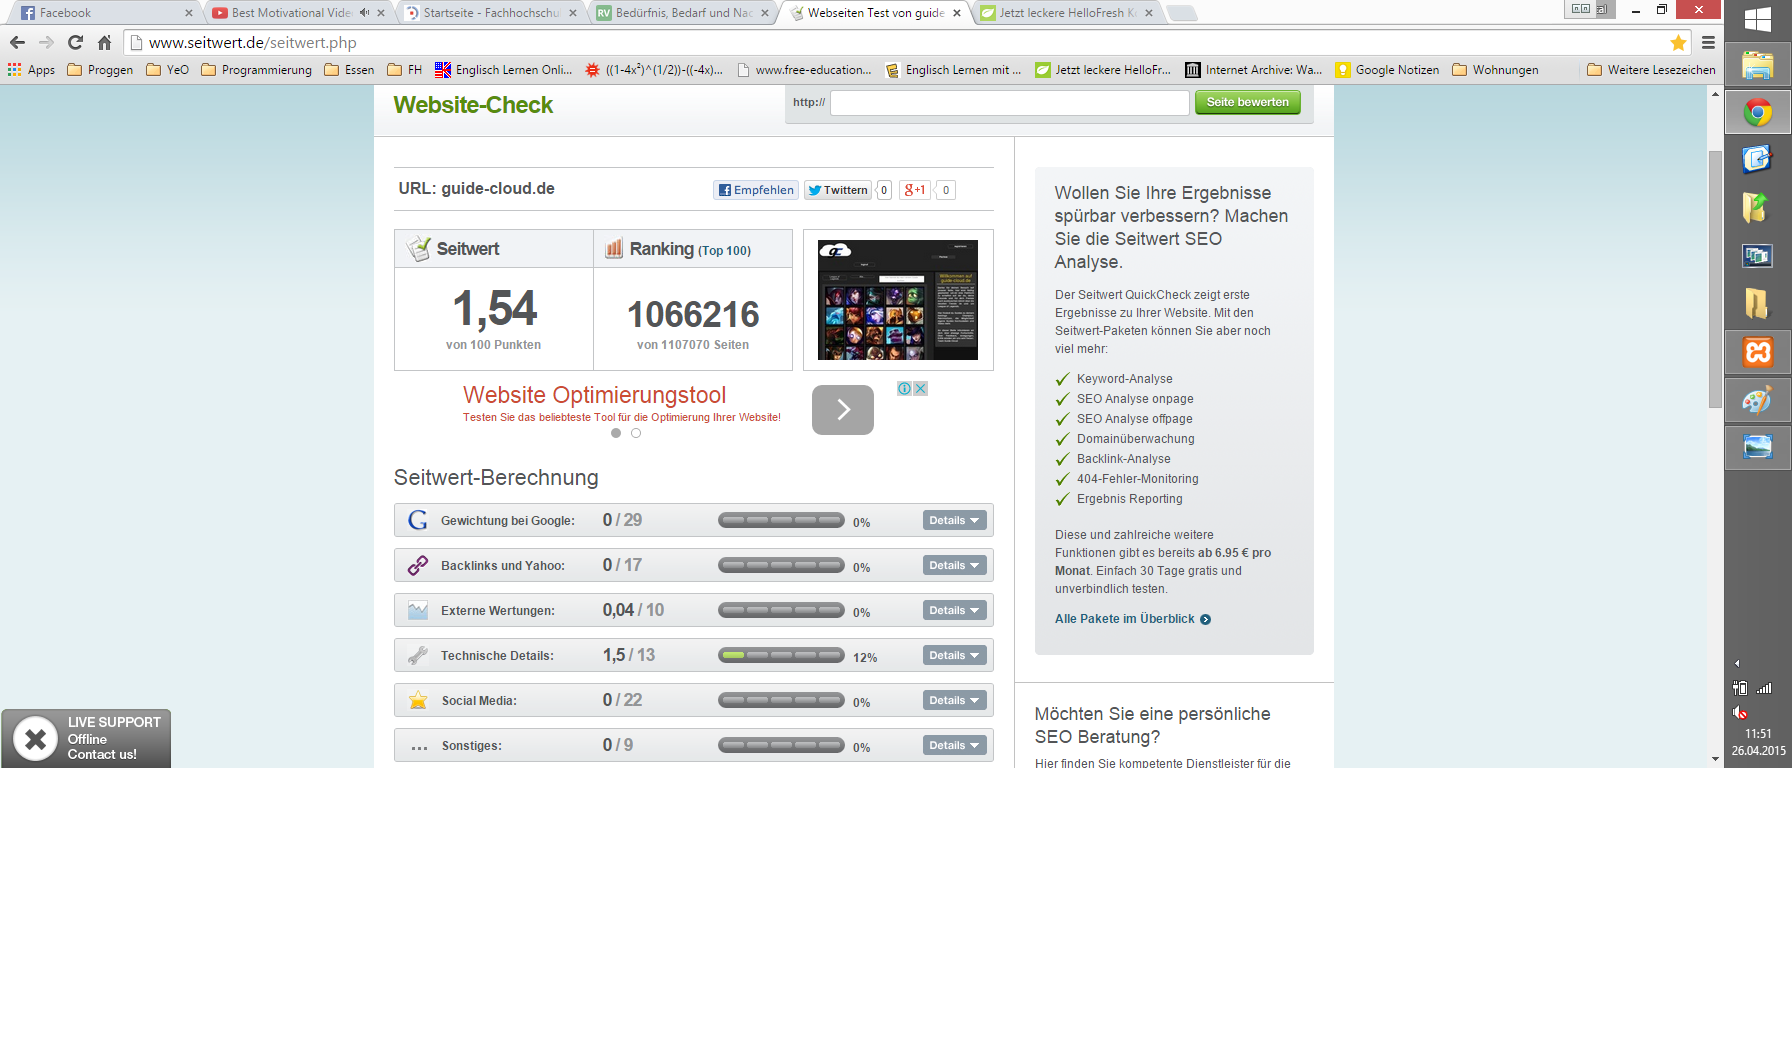 Facebook
Best Motivational Vide
Startseite - Fachhochschul
RV Bedürfnis, Bedarf und Nac
Webseiten Test von guide
Jetzt leckere HelloFresh K
www.seitwert.de/seitwert.php
Apps
Proggen
YeO
Programmierung
Essen
FH
Englisch Lernen Onli...
((1-4x²)^(1/2))-((-4x)...
www.free-education...
Englisch Lernen mit ...
Jetzt leckere HelloFr...
Internet Archive: Wa...
Google Notizen
Wohnungen
Weitere Lesezeichen
Website-Check
http://
Seite bewerten
URL: guide-cloud.de
Empfehlen
Twittern
0
g+1
0
Seitwert
Ranking (Top 100)
1,54
von 100 Punkten
1066216
von 1107070 Seiten
Willkommen auf
guide-cloud.de
Website Optimierungstool
Testen Sie das beliebteste Tool für die Optimierung Ihrer Website!
Seitwert-Berechnung
Gewichtung bei Google: 0 / 29 0% Details
Backlinks und Yahoo: 0 / 17 0% Details
Externe Wertungen: 0,04 / 10 0% Details
Technische Details: 1,5 / 13 12% Details
Social Media: 0 / 22 0% Details
Sonstiges: 0 / 9 0% Details
Wollen Sie Ihre Ergebnisse
spürbar verbessern? Machen
Sie die Seitwert SEO
Analyse.
Der Seitwert QuickCheck zeigt erste
Ergebnisse zu Ihrer Website. Mit den
Seitwert-Paketen können Sie aber noch
viel mehr:
Keyword-Analyse
SEO Analyse onpage
SEO Analyse offpage
Domainüberwachung
Backlink-Analyse
404-Fehler-Monitoring
Ergebnis Reporting
Diese und zahlreiche weitere
Funktionen gibt es bereits ab 6.95 € pro
Monat. Einfach 30 Tage gratis und
unverbindlich testen.
Alle Pakete im Überblick
Möchten Sie eine persönliche
SEO Beratung?
Hier finden Sie kompetente Dienstleister für die
LIVE SUPPORT
Offline
Contact us!
11:51
26.04.2015